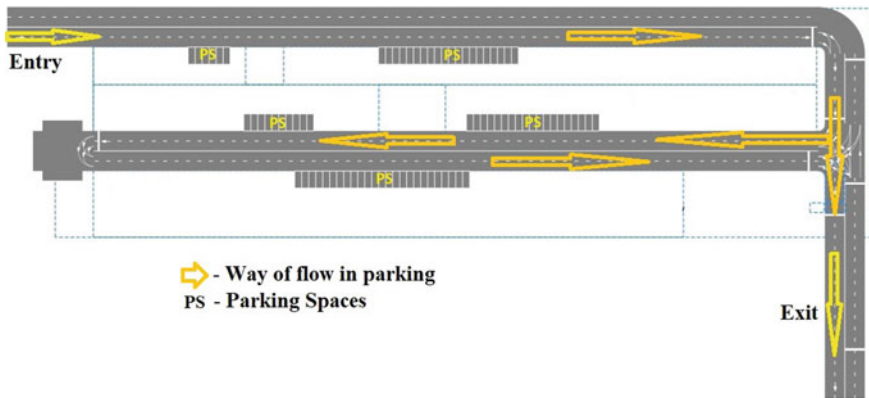 Entry
PS
PS
PS
PS
PS
- Way of flow in parking
PS - Parking Spaces
Exit